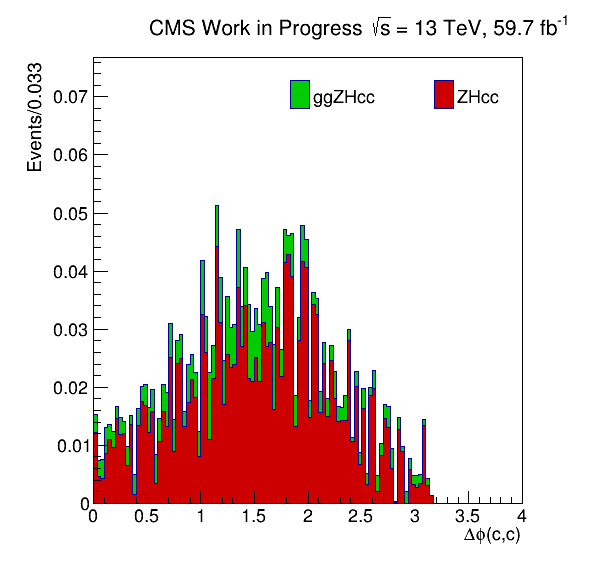 CMS Work in Progress √s = 13 TeV, 59.7 fb⁻¹
Events/0.033
ggZHcc ZHcc
0.07
0.06
0.05
0.04
0.03
0.02
0.01
0
0 0.5 1 1.5 2 2.5 3 3.5 4
Δϕ(c,c)